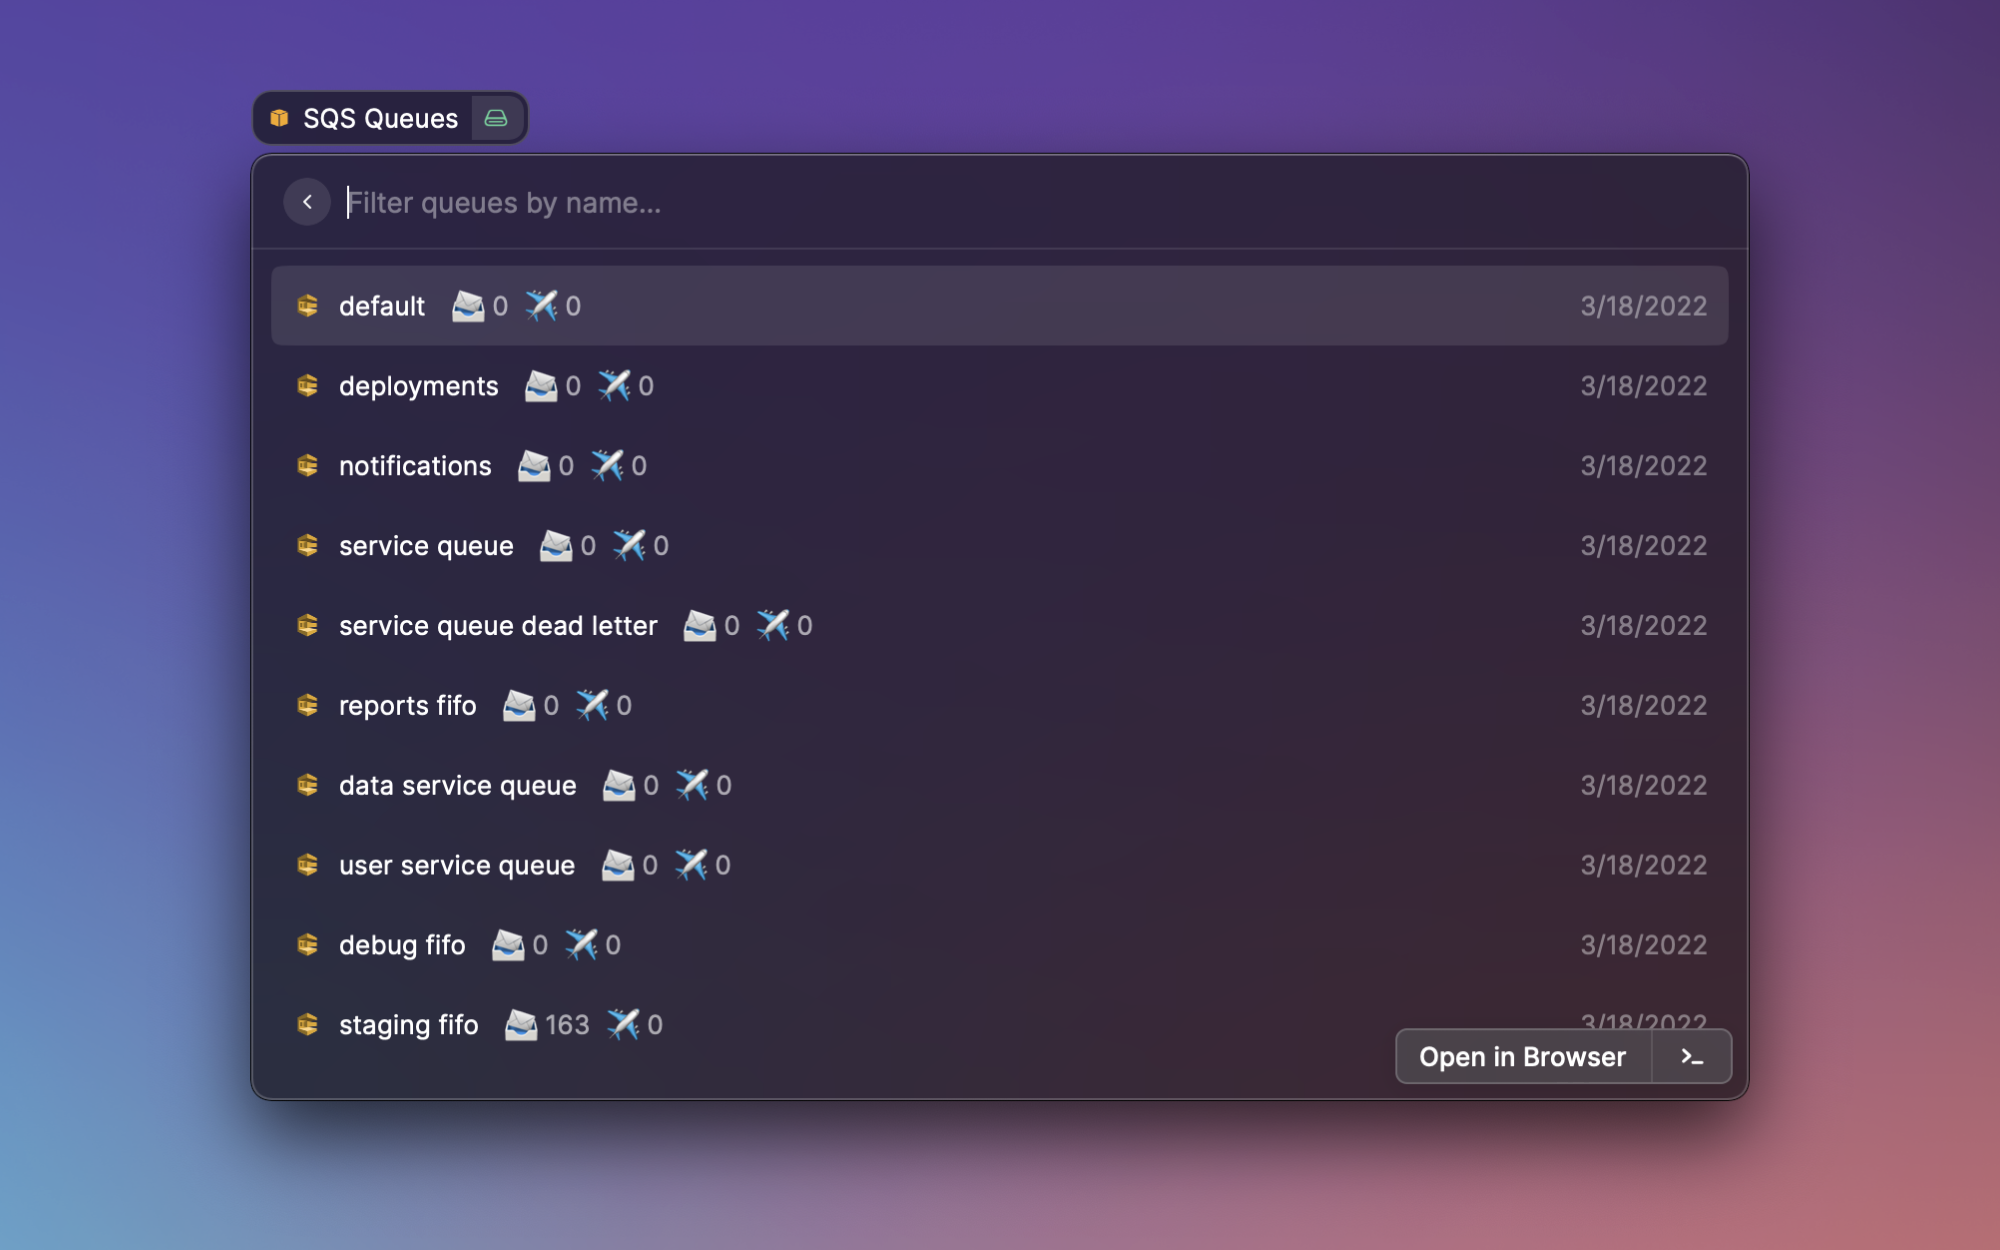 SQS Queues
Filter queues by name...
default 0 0 3/18/2022
deployments 0 0 3/18/2022
notifications 0 0 3/18/2022
service queue 0 0 3/18/2022
service queue dead letter 0 0 3/18/2022
reports fifo 0 0 3/18/2022
data service queue 0 0 3/18/2022
user service queue 0 0 3/18/2022
debug fifo 0 0 3/18/2022
staging fifo 163 0 3/18/2022
Open in Browser